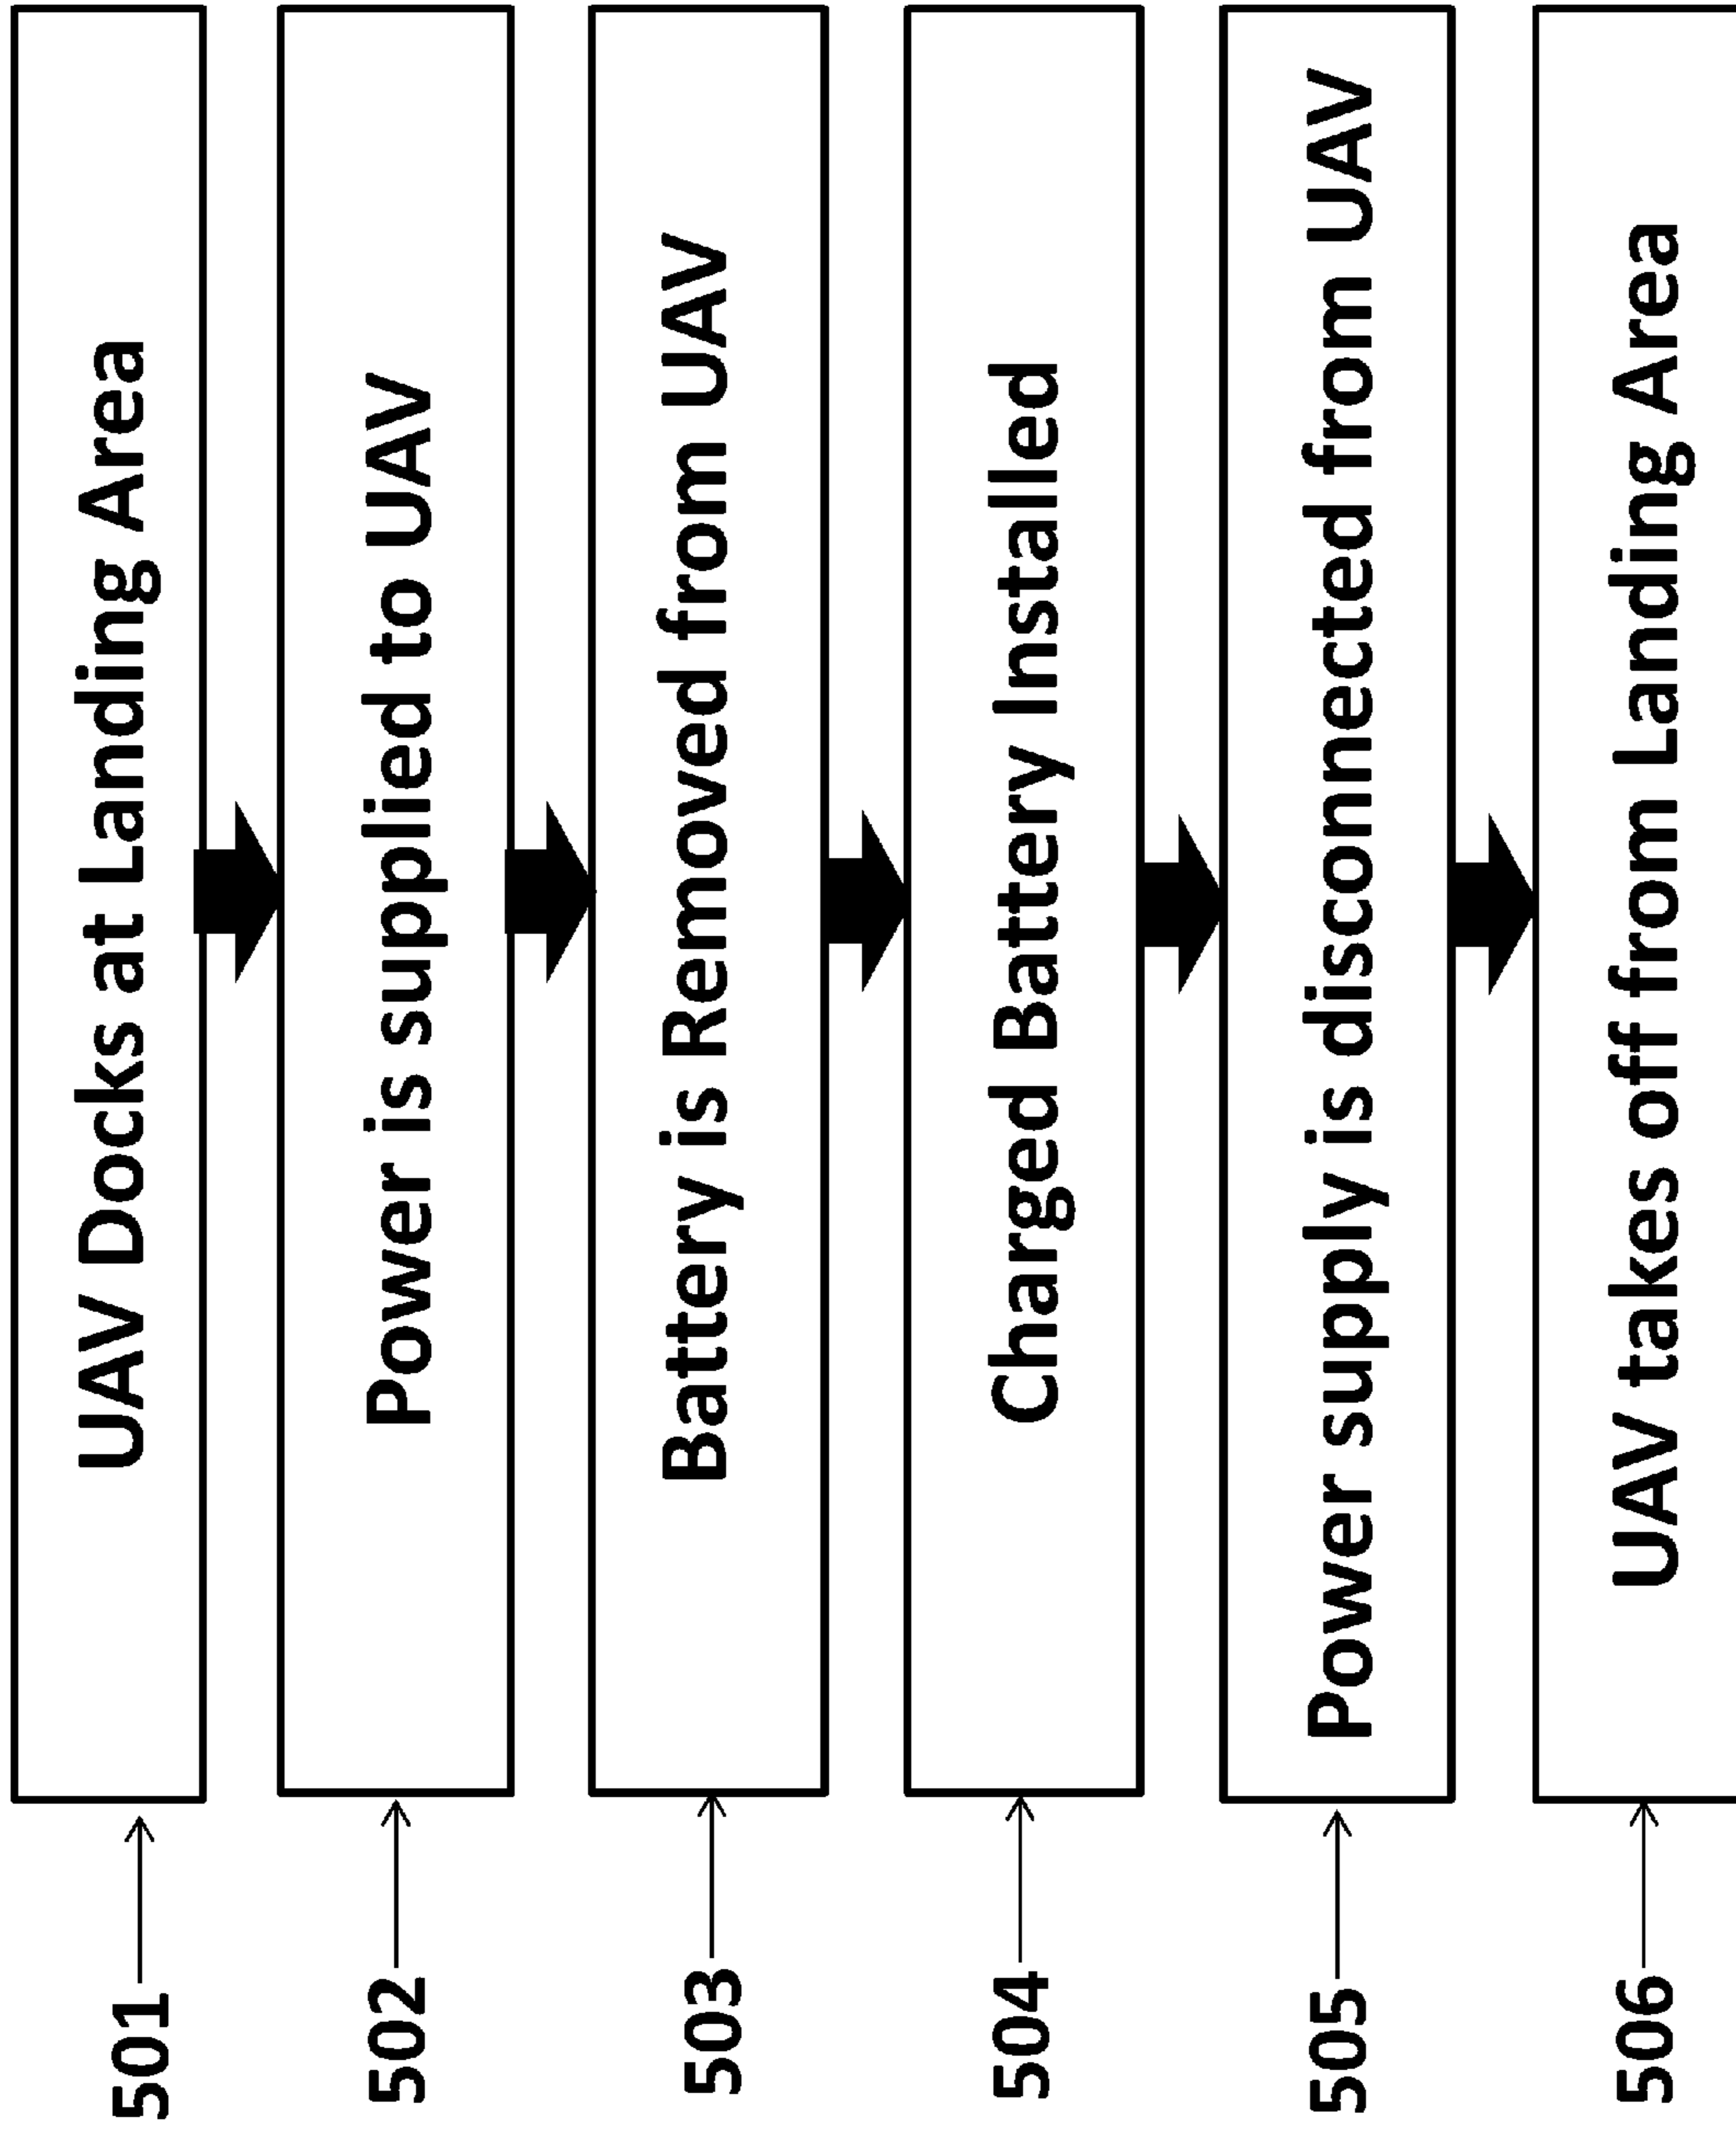 501
UAV Docks at Landing Area
502
Power is supplied to UAV
503
Battery is Removed from UAV
504
Charged Battery Installed
505
Power supply is disconnected from UAV
506
UAV takes off from Landing Area